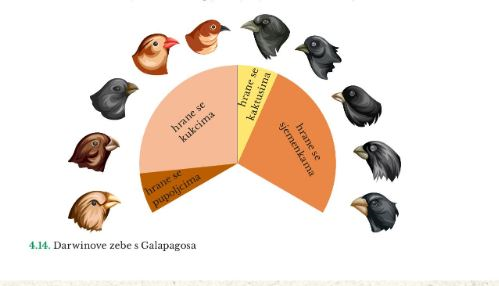 hrane se
kukcima
hrane se
kaktusima
hrane se
sjemenkama
hrane se
pupoljcima
4.14. Darwinove zebe s Galapagosa